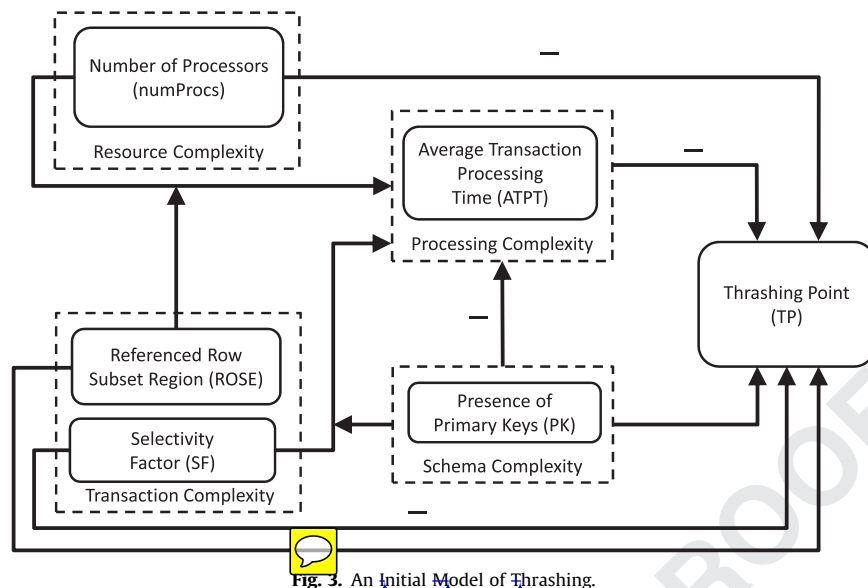 Number of Processors
(numProcs)
Resource Complexity
—
Average Transaction
Processing
Time (ATPT)
Processing Complexity
—
Thrashing Point
(TP)
—
Referenced Row
Subset Region (ROSE)
Selectivity
Factor (SF)
Transaction Complexity
Presence of
Primary Keys (PK)
Schema Complexity
—
ROOF
Fig. 3. An Initial Model of Thrashing.